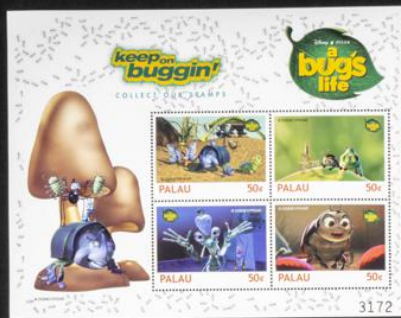 keep on
buggin'
COLLECT OUR STAMPS
DISNEY PIXAR
a
bug's
life
PALAU 50¢
PALAU 50¢
PALAU 50¢
PALAU 50¢
3172